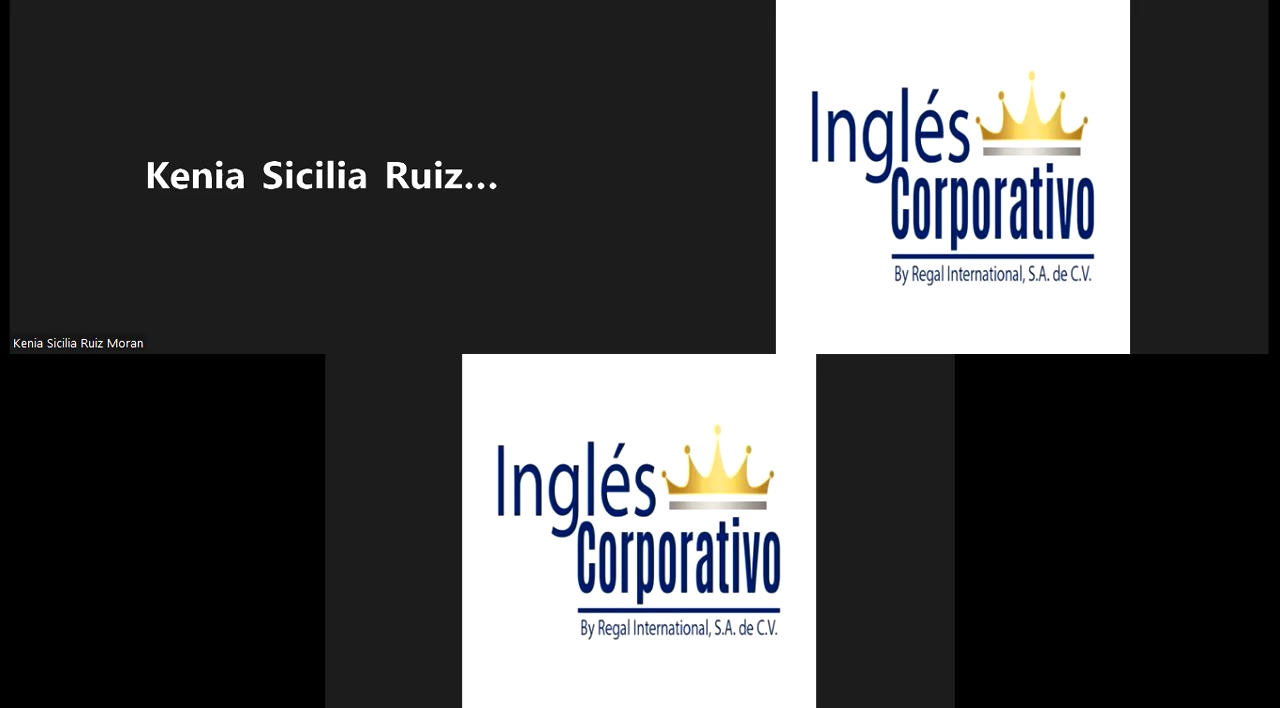 Kenia Sicilia Ruiz...
Kenia Sicilia Ruiz Moran
Inglés
Corporativo
By Regal International, S.A. de C.V.
Inglés
Corporativo
By Regal International, S.A. de C.V.